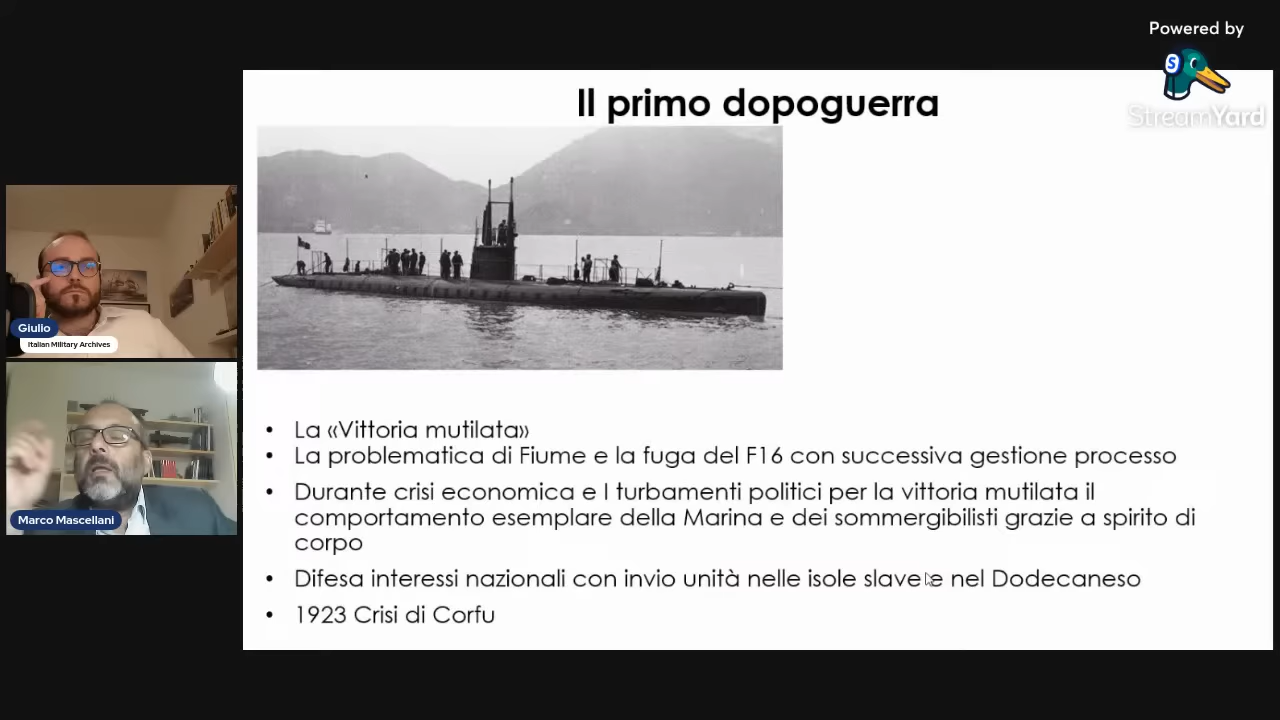 Powered by
StreamYard
Il primo dopoguerra
Giulio
Italian Military Archives
Marco Mascellani
• La «Vittoria mutilata»
• La problematica di Fiume e la fuga del F16 con successiva gestione processo
• Durante crisi economica e I turbamenti politici per la vittoria mutilata il
comportamento esemplare della Marina e dei sommergibilisti grazie a spirito di
corpo
• Difesa interessi nazionali con invio unità nelle isole slave e nel Dodecaneso
• 1923 Crisi di Corfu